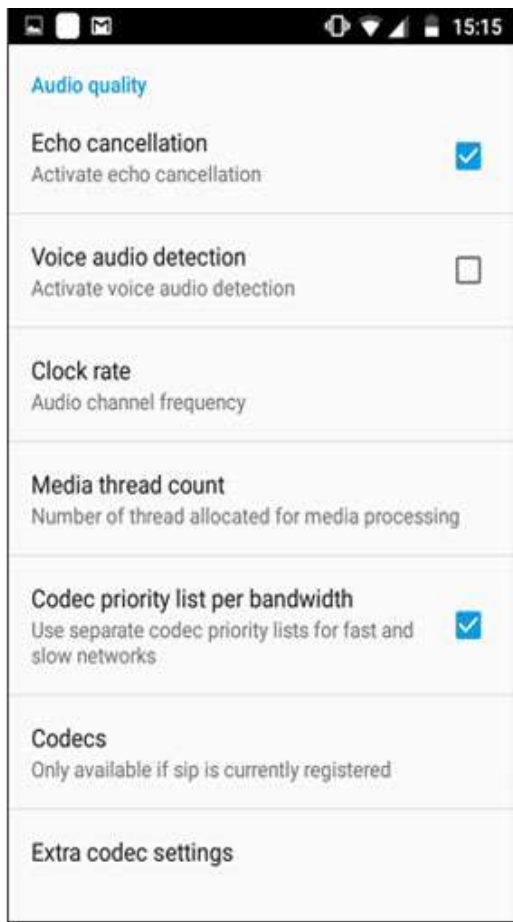 15:15
Audio quality
Echo cancellation
Activate echo cancellation
Voice audio detection
Activate voice audio detection
Clock rate
Audio channel frequency
Media thread count
Number of thread allocated for media processing
Codec priority list per bandwidth
Use separate codec priority lists for fast and
slow networks
Codecs
Only available if sip is currently registered
Extra codec settings